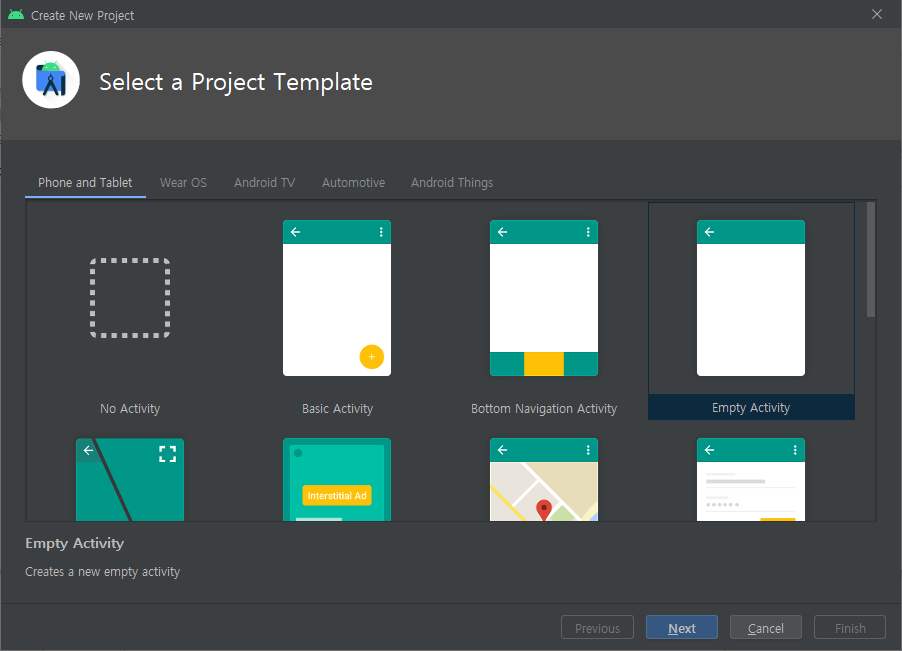 Create New Project
Select a Project Template
Phone and Tablet
Wear OS
Android TV
Automotive
Android Things
No Activity
Basic Activity
Bottom Navigation Activity
Empty Activity
Interstitial Ad
Empty Activity
Creates a new empty activity
Previous
Next
Cancel
Finish